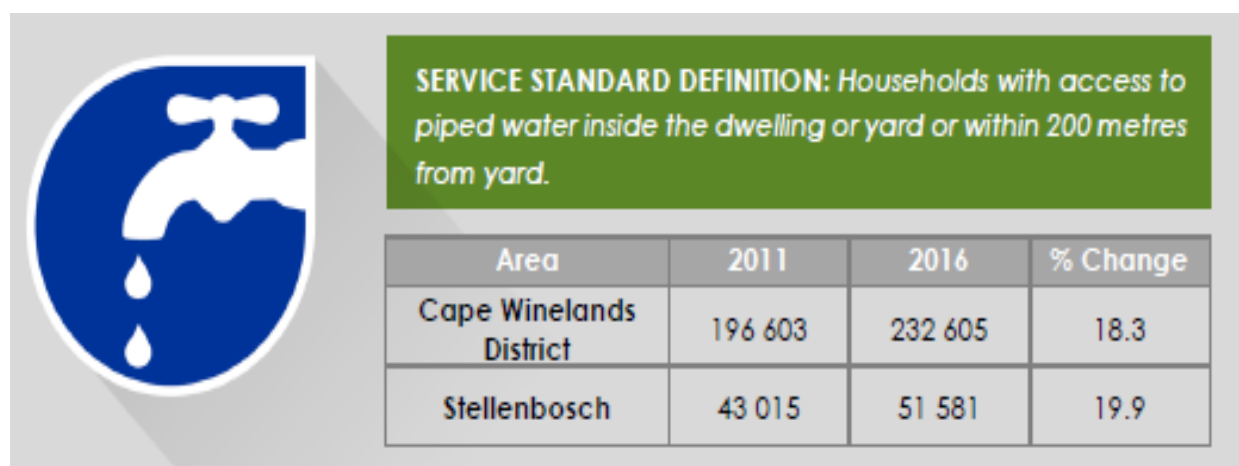 SERVICE STANDARD DEFINITION: Households with access to
piped water inside the dwelling or yard or within 200 metres
from yard.
Area 2011 2016 % Change
Cape Winelands
District 196 603 232 605 18.3
Stellenbosch 43 015 51 581 19.9